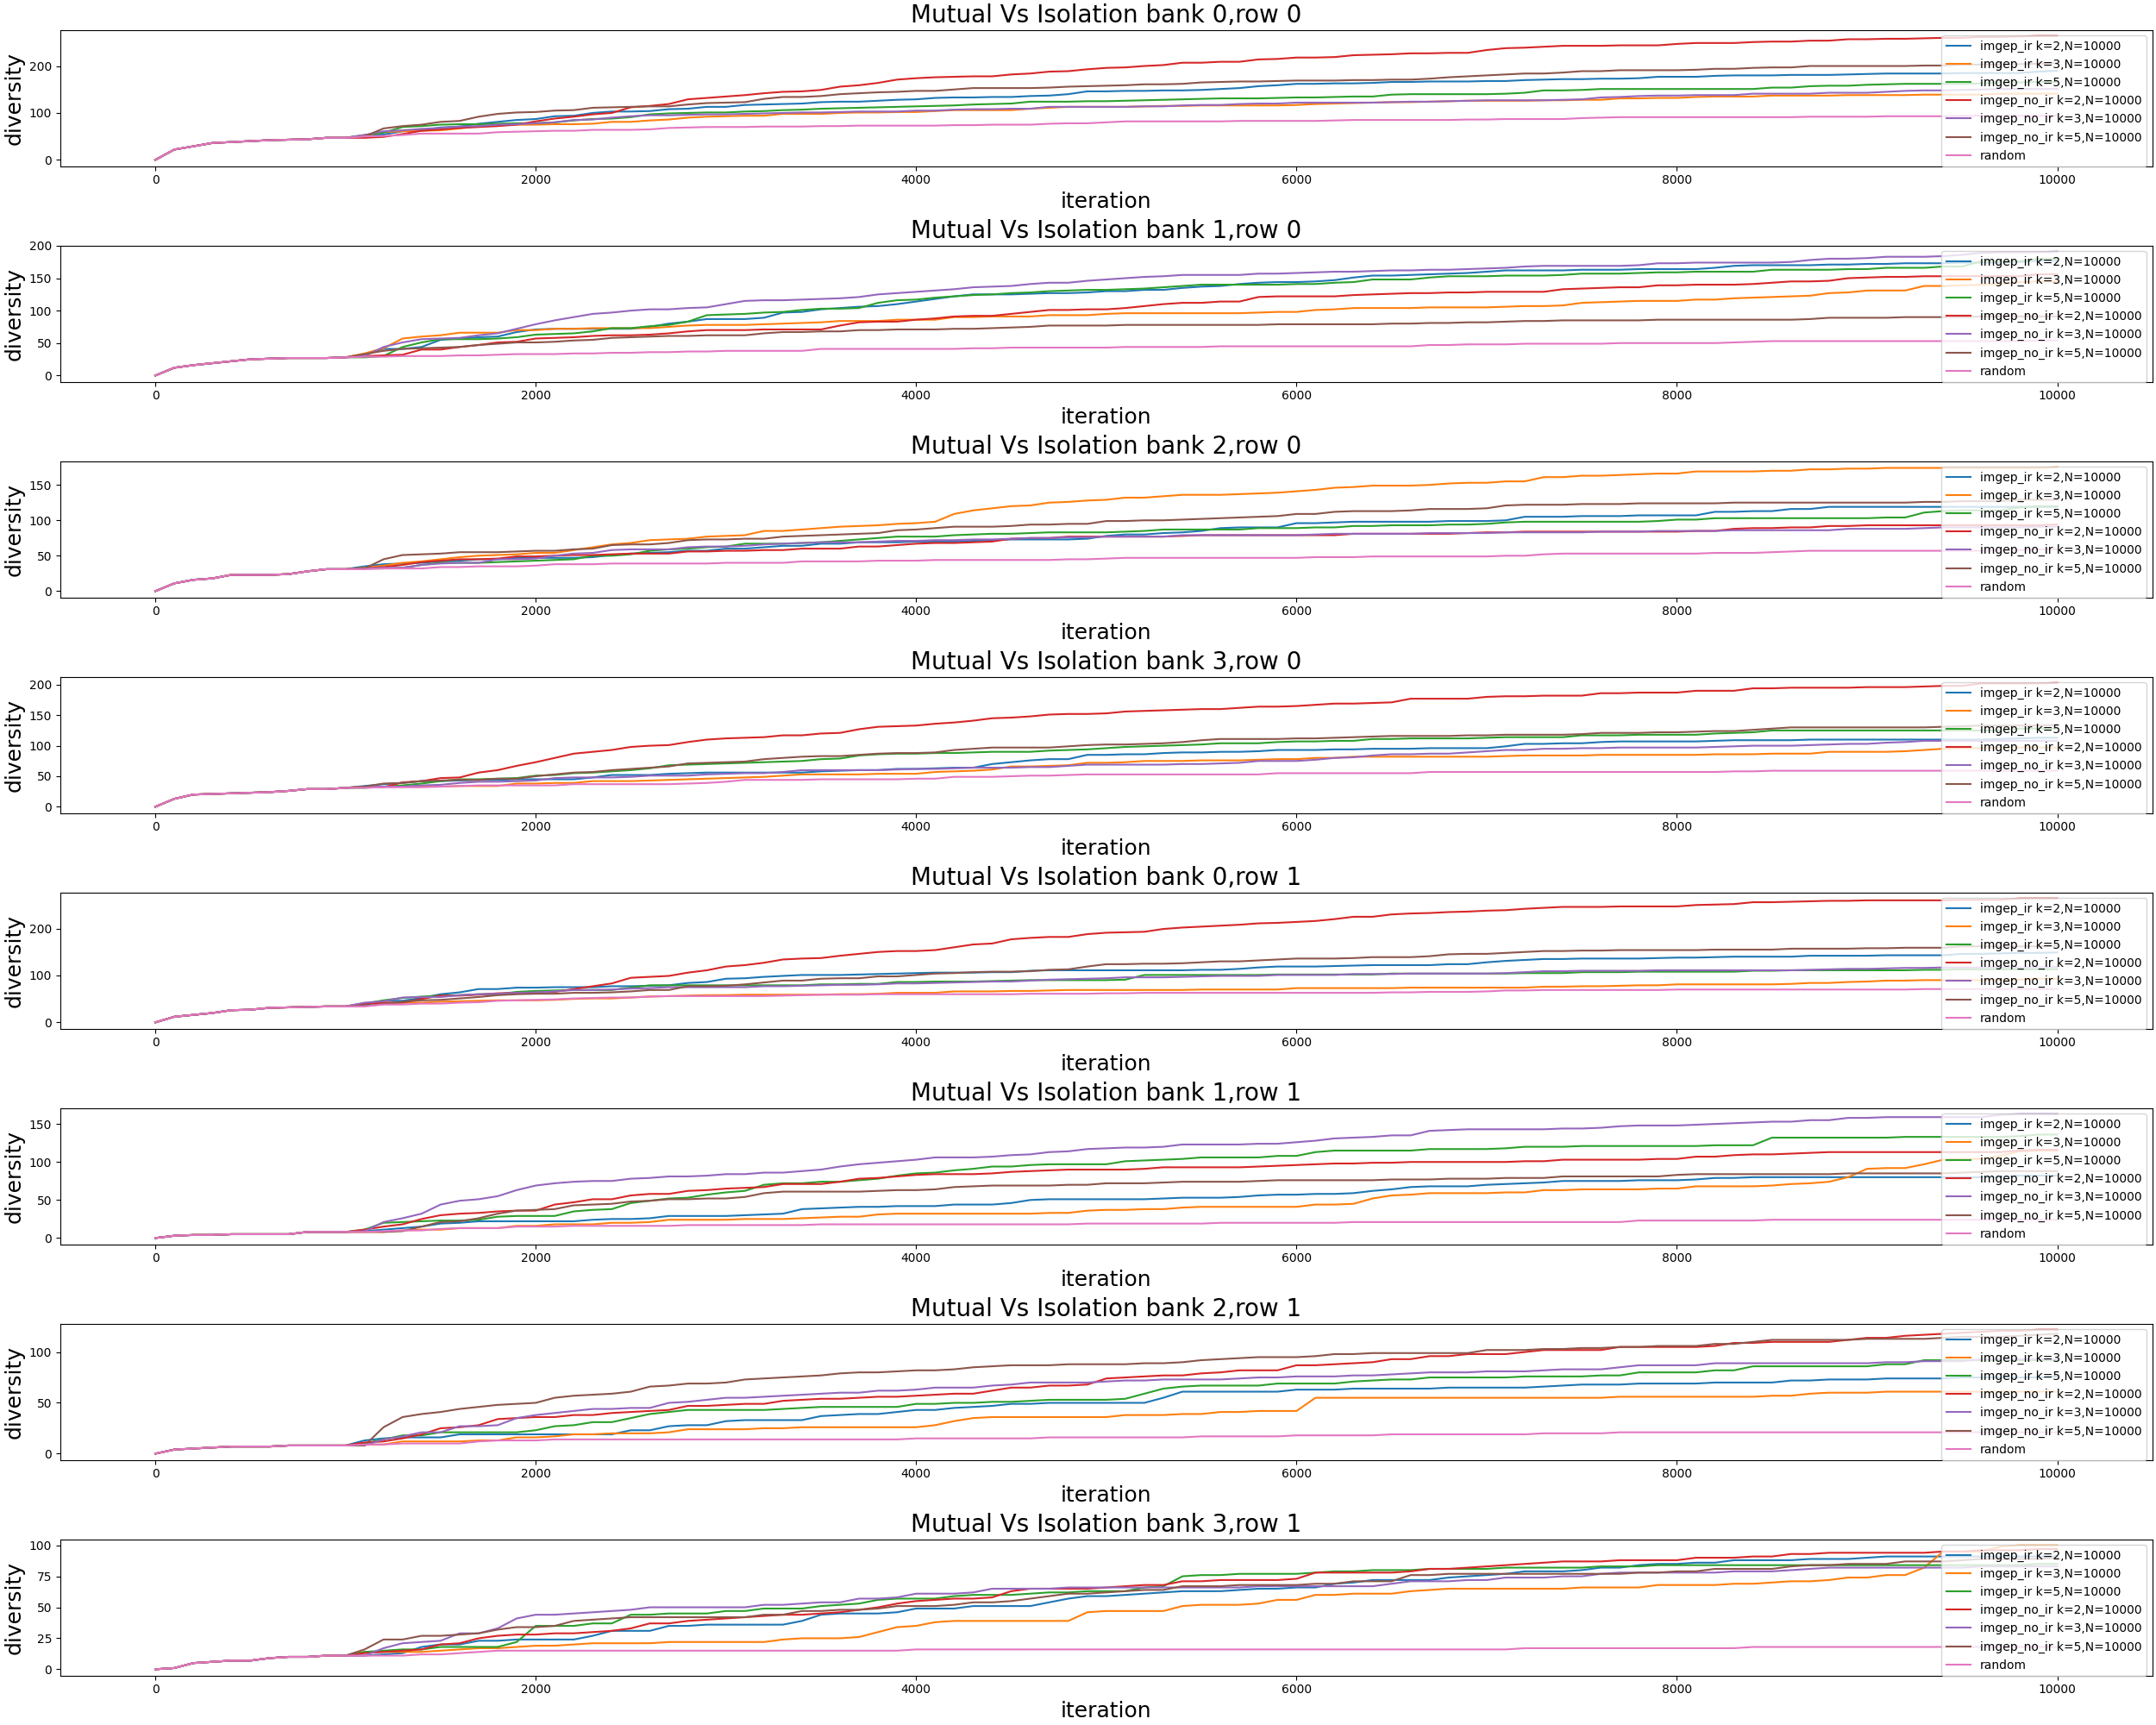 Mutual Vs Isolation bank 0,row 0
diversity
200
100
0
imgep_ir k=2,N=10000
imgep_ir k=3,N=10000
imgep_ir k=5,N=10000
imgep_no_ir k=2,N=10000
imgep_no_ir k=3,N=10000
imgep_no_ir k=5,N=10000
random
0 2000 4000 6000 8000 10000
iteration
Mutual Vs Isolation bank 1,row 0
diversity
200
150
100
50
0
imgep_ir k=2,N=10000
imgep_ir k=3,N=10000
imgep_ir k=5,N=10000
imgep_no_ir k=2,N=10000
imgep_no_ir k=3,N=10000
imgep_no_ir k=5,N=10000
random
0 2000 4000 6000 8000 10000
iteration
Mutual Vs Isolation bank 2,row 0
diversity
150
100
50
0
imgep_ir k=2,N=10000
imgep_ir k=3,N=10000
imgep_ir k=5,N=10000
imgep_no_ir k=2,N=10000
imgep_no_ir k=3,N=10000
imgep_no_ir k=5,N=10000
random
0 2000 4000 6000 8000 10000
iteration
Mutual Vs Isolation bank 3,row 0
diversity
200
150
100
50
0
imgep_ir k=2,N=10000
imgep_ir k=3,N=10000
imgep_ir k=5,N=10000
imgep_no_ir k=2,N=10000
imgep_no_ir k=3,N=10000
imgep_no_ir k=5,N=10000
random
0 2000 4000 6000 8000 10000
iteration
Mutual Vs Isolation bank 0,row 1
diversity
200
100
0
imgep_ir k=2,N=10000
imgep_ir k=3,N=10000
imgep_ir k=5,N=10000
imgep_no_ir k=2,N=10000
imgep_no_ir k=3,N=10000
imgep_no_ir k=5,N=10000
random
0 2000 4000 6000 8000 10000
iteration
Mutual Vs Isolation bank 1,row 1
diversity
150
100
50
0
imgep_ir k=2,N=10000
imgep_ir k=3,N=10000
imgep_ir k=5,N=10000
imgep_no_ir k=2,N=10000
imgep_no_ir k=3,N=10000
imgep_no_ir k=5,N=10000
random
0 2000 4000 6000 8000 10000
iteration
Mutual Vs Isolation bank 2,row 1
diversity
100
50
0
imgep_ir k=2,N=10000
imgep_ir k=3,N=10000
imgep_ir k=5,N=10000
imgep_no_ir k=2,N=10000
imgep_no_ir k=3,N=10000
imgep_no_ir k=5,N=10000
random
0 2000 4000 6000 8000 10000
iteration
Mutual Vs Isolation bank 3,row 1
diversity
100
75
50
25
0
imgep_ir k=2,N=10000
imgep_ir k=3,N=10000
imgep_ir k=5,N=10000
imgep_no_ir k=2,N=10000
imgep_no_ir k=3,N=10000
imgep_no_ir k=5,N=10000
random
0 2000 4000 6000 8000 10000
iteration